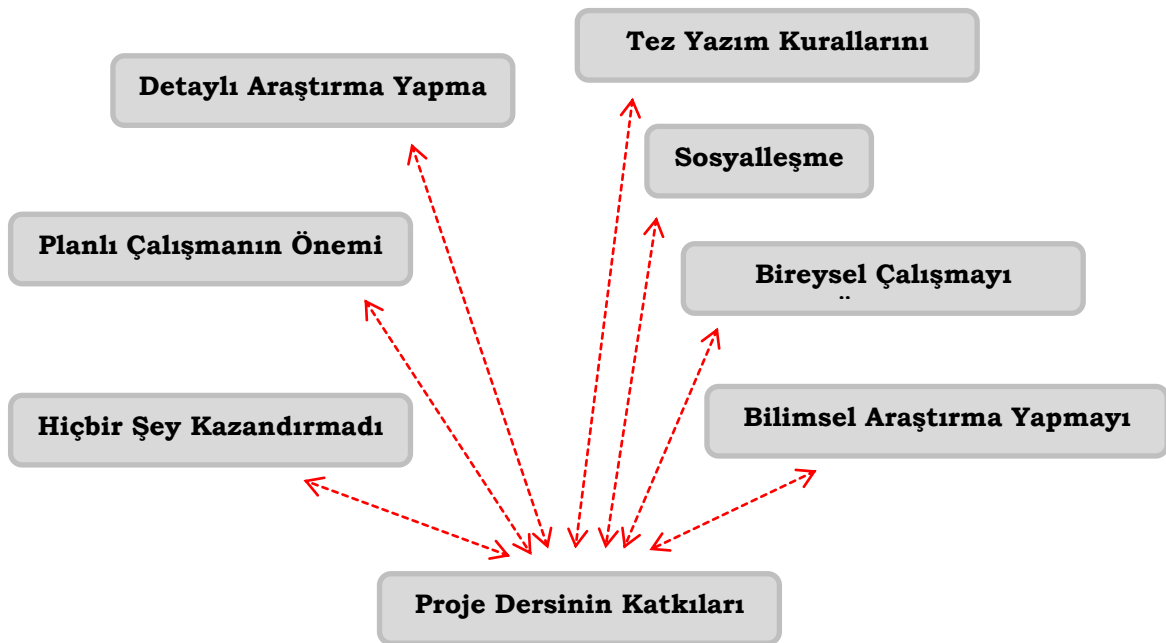 Tez Yazım Kurallarını
Detaylı Araştırma Yapma
Sosyalleşme
Planlı Çalışmanın Önemi
Bireysel Çalışmayı
Hiçbir Şey Kazandırmadı
Bilimsel Araştırma Yapmayı
Proje Dersinin Katkıları